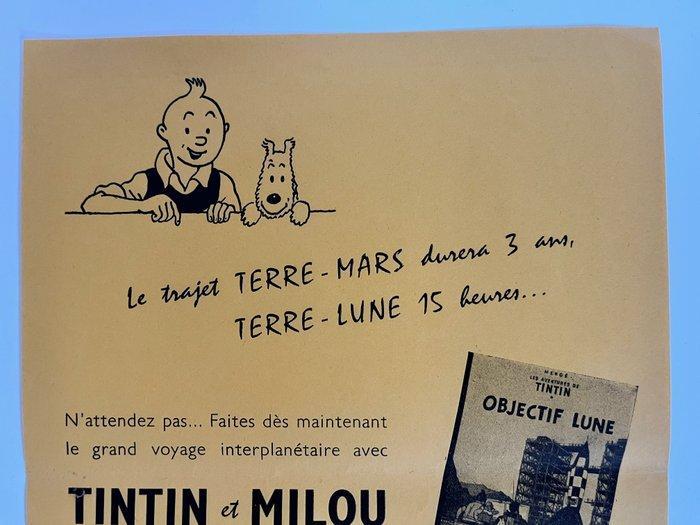 Le trajet TERRE-MARS durera 3 ans,
TERRE-LUNE 15 heures...
N'attendez pas... Faites dès maintenant
le grand voyage interplanétaire avec
TINTIN et MILOU
HERGÉ
LES AVENTURES DE
TINTIN
OBJECTIF LUNE